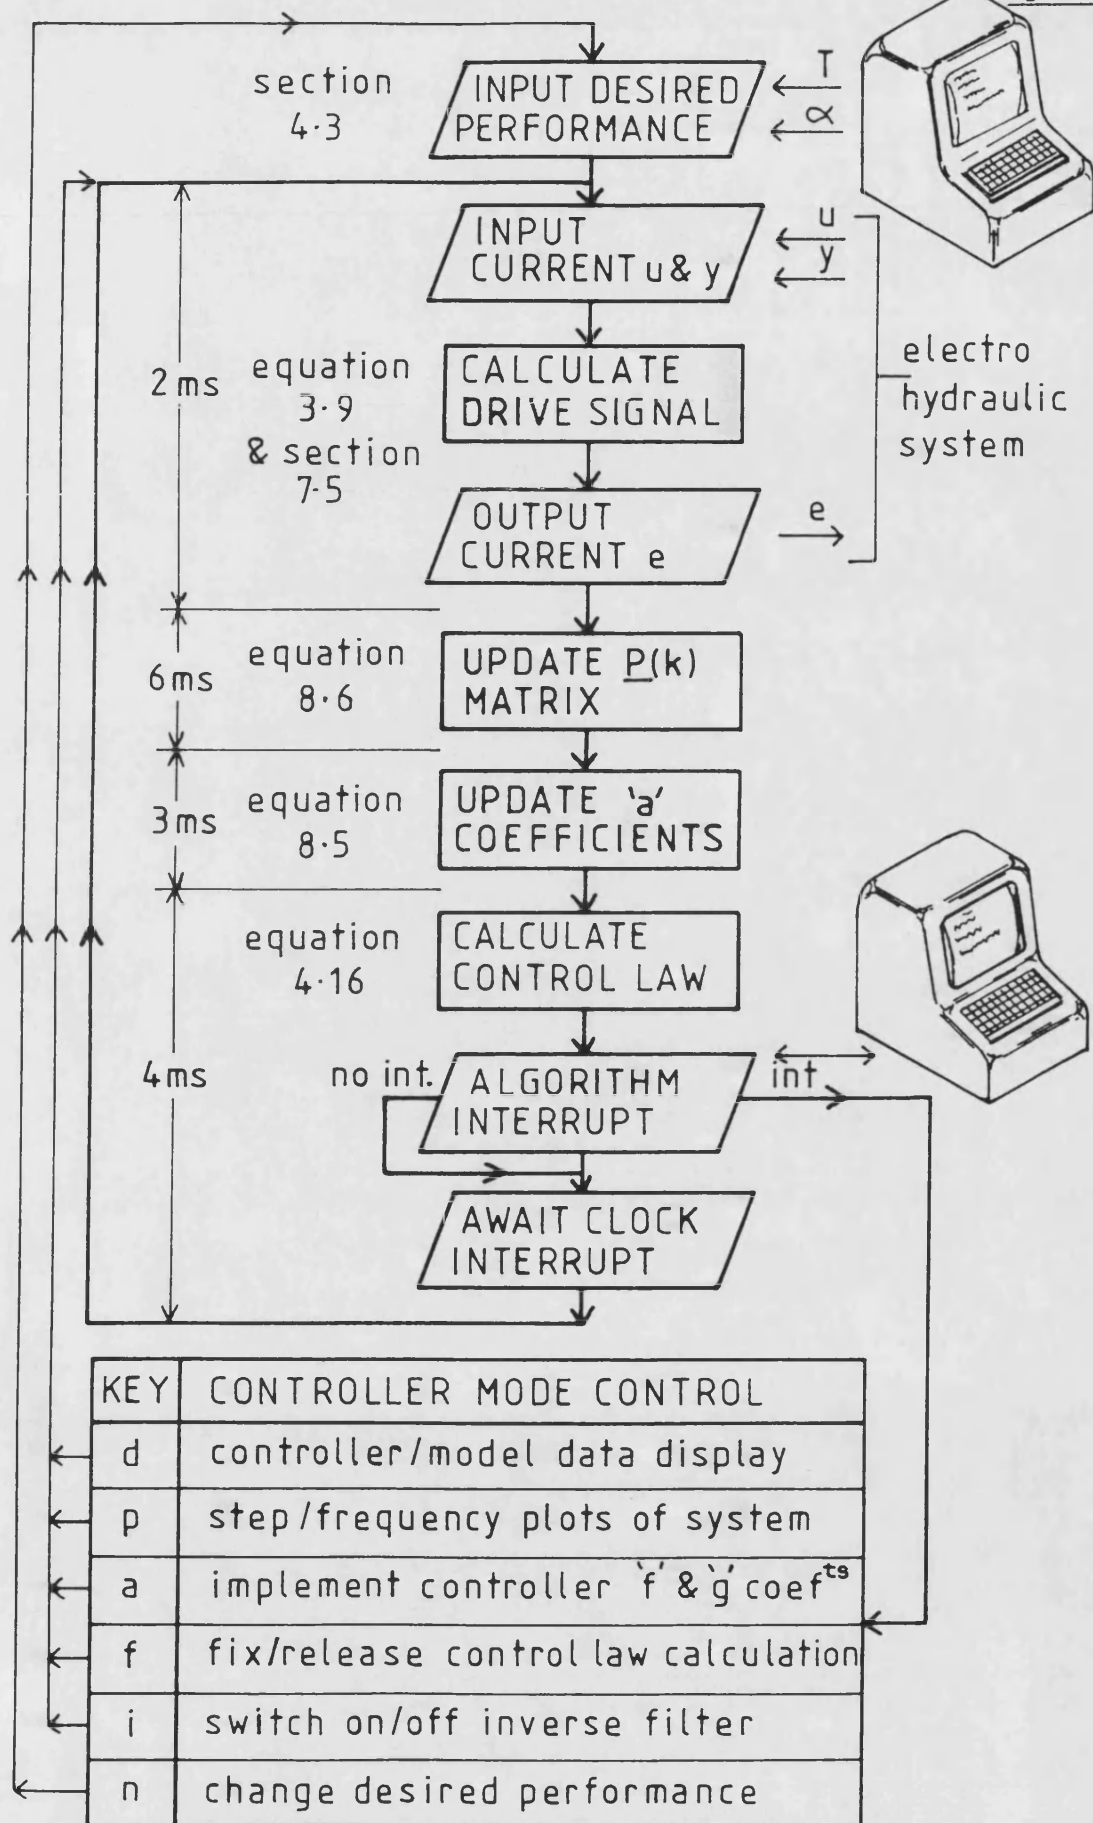 section
4·3
INPUT DESIRED
PERFORMANCE
T
α
INPUT
CURRENT u & y
u
y
2ms
equation
3·9
& section
7·5
CALCULATE
DRIVE SIGNAL
electro
hydraulic
system
OUTPUT
CURRENT e
e
6ms
equation
8·6
UPDATE P(k)
MATRIX
3ms
equation
8·5
UPDATE 'a'
COEFFICIENTS
equation
4·16
CALCULATE
CONTROL LAW
4ms
no int.
ALGORITHM
INTERRUPT
int
AWAIT CLOCK
INTERRUPT
KEY CONTROLLER MODE CONTROL
d controller/model data display
p step/frequency plots of system
a implement controller 'f' & 'g' coefts
f fix/release control law calculation
i switch on/off inverse filter
n change desired performance